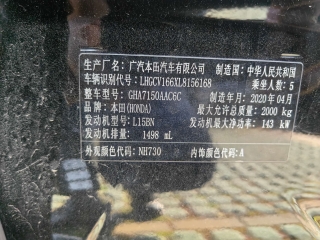 生产厂名：广汽本田汽车有限公司 制造国：中华人民共和国
车辆识别代号：LHGCV166XL8156168 乘坐人数：5
整车型号：GHA7150AAC6C 制造年月：2020年04月
品牌：本田(HONDA) 最大允许总质量：2000 kg
发动机型号：L15BN 发动机最大净功率：143 kW
发动机排量：1498 mL
外观颜色代码：NH730 内饰颜色代码：A